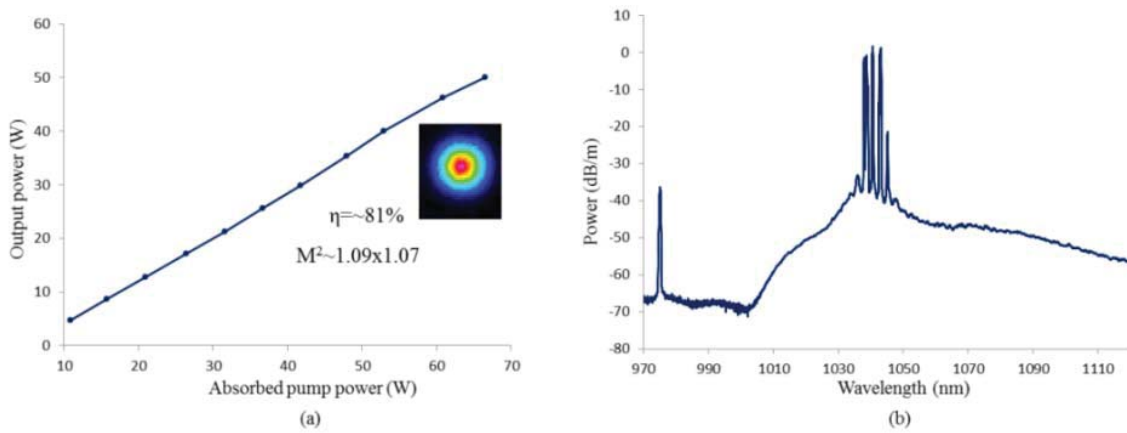 60
50
40
30
20
10
0
10 20 30 40 50 60 70
Output power (W)
Absorbed pump power (W)
η=~81%
M²~1.09x1.07
(a)
10
0
-10
-20
-30
-40
-50
-60
-70
-80
970 990 1010 1030 1050 1070 1090 1110
Power (dB/m)
Wavelength (nm)
(b)